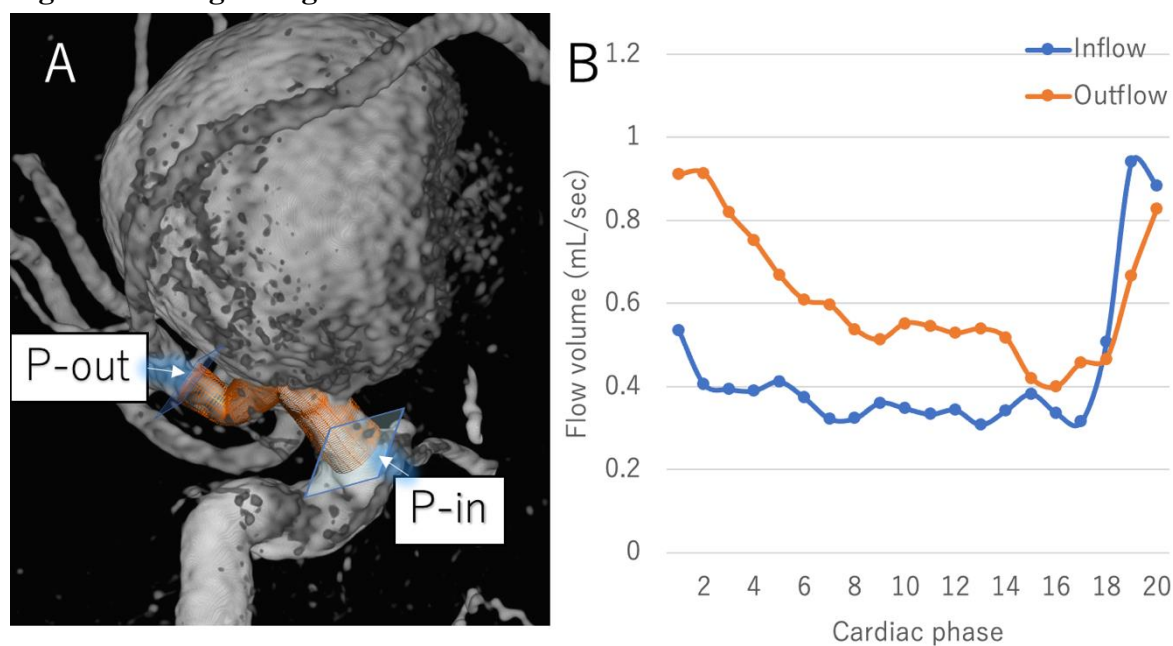 A
P-out
P-in
B
Inflow
Outflow
Flow volume (mL/sec)
1.2
1
0.8
0.6
0.4
0.2
0
2 4 6 8 10 12 14 16 18 20
Cardiac phase